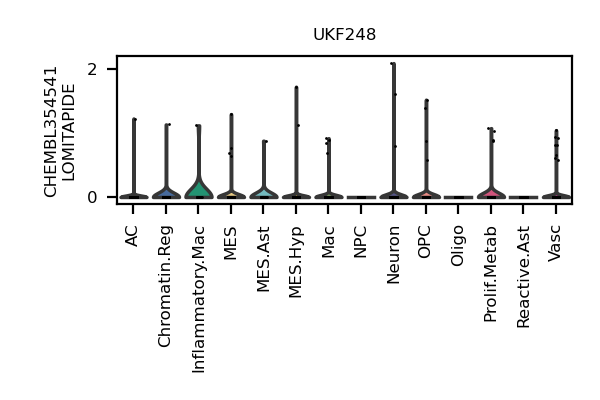 UKF248
CHEMBL354541
LOMITAPIDE
2
0
AC
Chromatin.Reg
Inflammatory.Mac
MES
MES.Ast
MES.Hyp
Mac
NPC
Neuron
OPC
Oligo
Prolif.Metab
Reactive.Ast
Vasc